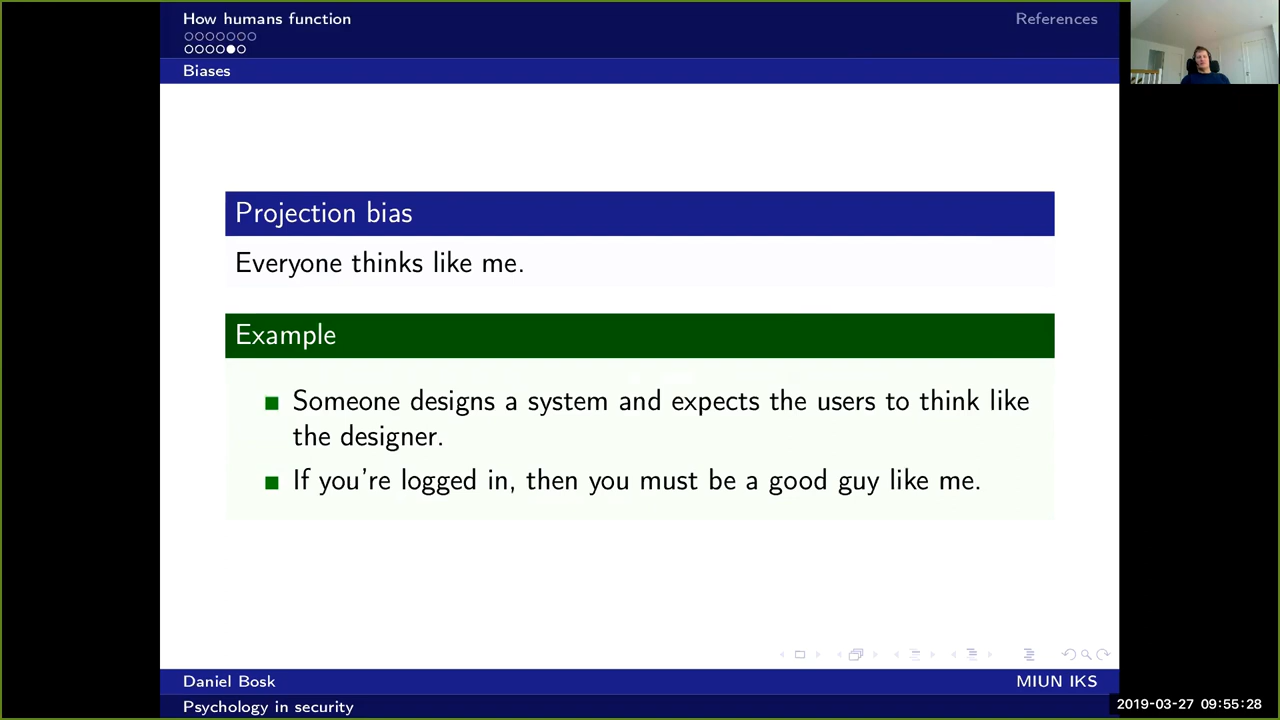 How humans function
References
Biases
Projection bias
Everyone thinks like me.
Example
Someone designs a system and expects the users to think like
the designer.
If you're logged in, then you must be a good guy like me.
Daniel Bosk
MIUN IKS
Psychology in security
2019-03-27 09:55:28